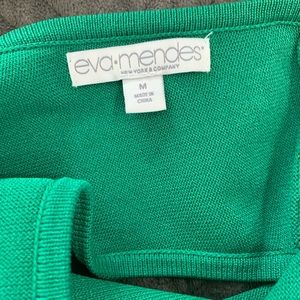 eva·mendes
NEW YORK & COMPANY
M
MADE IN
CHINA